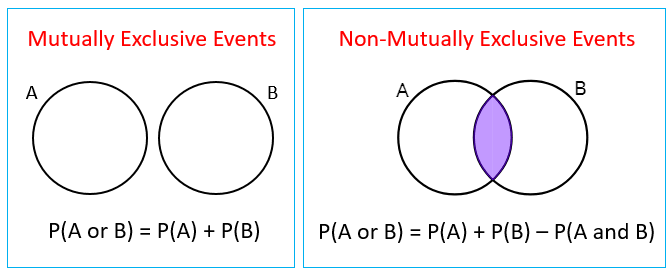 Mutually Exclusive Events
A
B
P(A or B) = P(A) + P(B)
Non-Mutually Exclusive Events
A
B
P(A or B) = P(A) + P(B) – P(A and B)